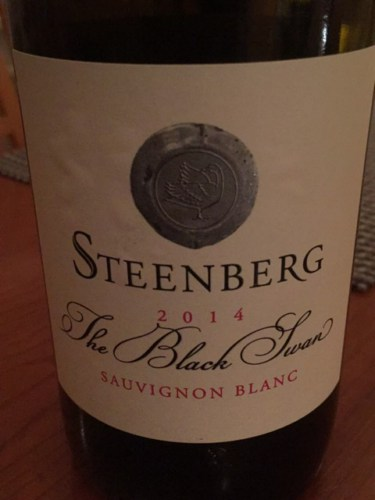 STEENBERG
2014
The Black Swan
SAUVIGNON BLANC